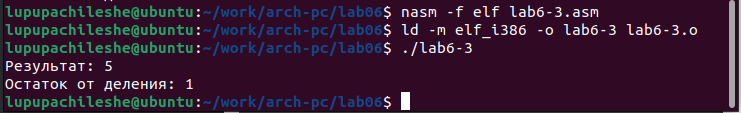 lupupachileshe@ubuntu:~/work/arch-pc/lab06$ nasm -f elf lab6-3.asm
lupupachileshe@ubuntu:~/work/arch-pc/lab06$ ld -m elf_i386 -o lab6-3 lab6-3.o
lupupachileshe@ubuntu:~/work/arch-pc/lab06$ ./lab6-3
Результат: 5
Остаток от деления: 1
lupupachileshe@ubuntu:~/work/arch-pc/lab06$